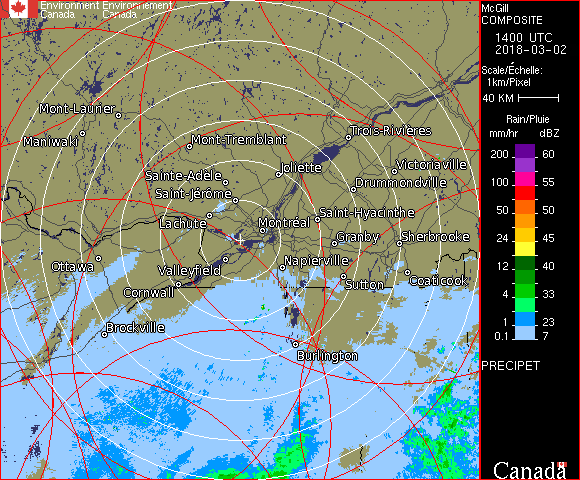 Environment Environnement
Canada Canada
McGill
COMPOSITE
1400 UTC
2018-03-02
Scale/Échelle:
1km/Pixel
40 KM
Rain/Pluie
mm/hr dBZ
200 60
100 55
50 50
24 45
12 40
4 33
1 23
0.1 7
PRECIPET
Mont-Laurier
Maniwaki
Mont-Tremblant
Trois-Rivières
Joliette
Victoriaville
Sainte-Adèle
Drummondville
Saint-Jérôme
Saint-Hyacinthe
Lachute
Montréal
Granby
Sherbrooke
Ottawa
Valleyfield
Napierville
Cornwall
Sutton
Coaticook
Brockville
Burlington
Canada